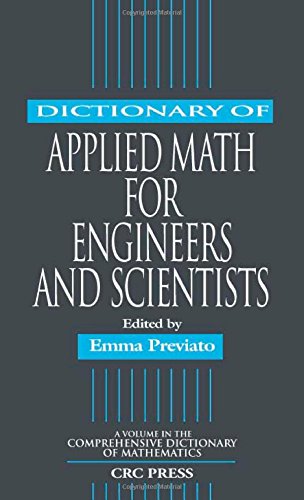 DICTIONARY OF
APPLIED MATH
FOR
ENGINEERS
AND SCIENTISTS
Edited by
Emma Previato
A VOLUME IN THE
COMPREHENSIVE DICTIONARY
OF MATHEMATICS
CRC PRESS